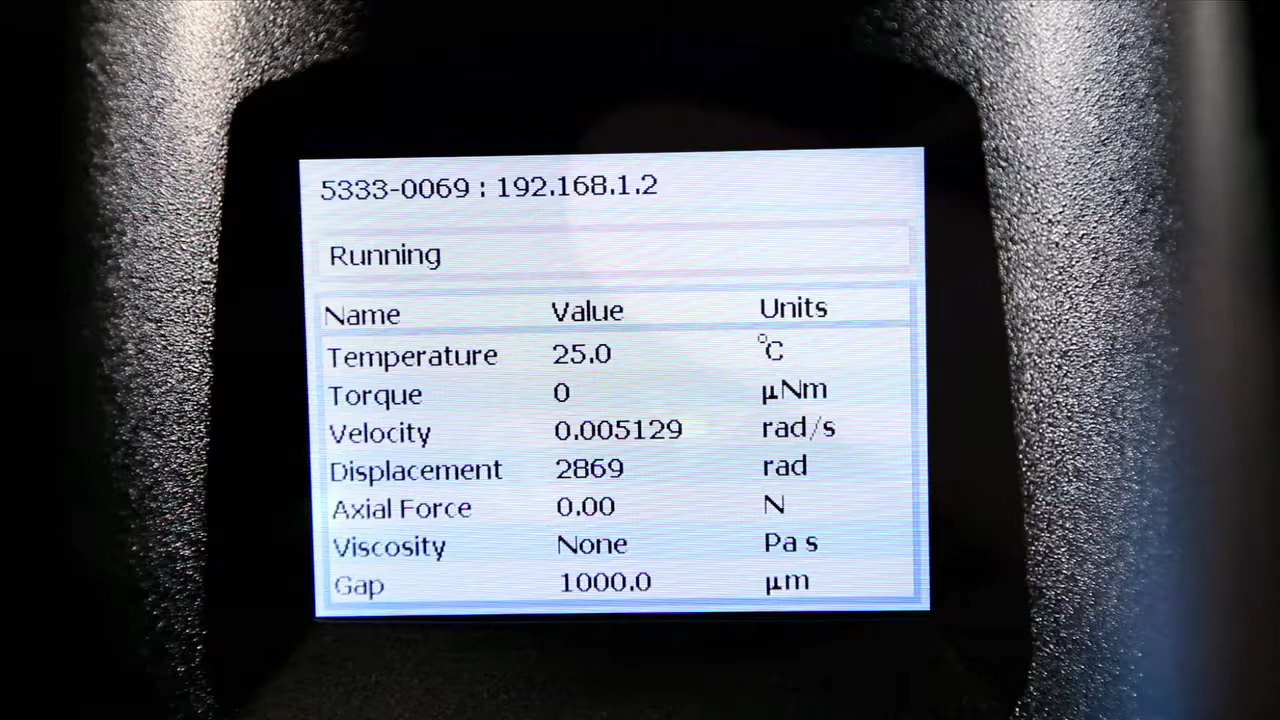 5333-0069 : 192.168.1.2
Running
Name Value Units
Temperature 25.0 °C
Torque 0 μNm
Velocity 0.005129 rad/s
Displacement 2869 rad
Axial Force 0.00 N
Viscosity None Pa s
Gap 1000.0 μm